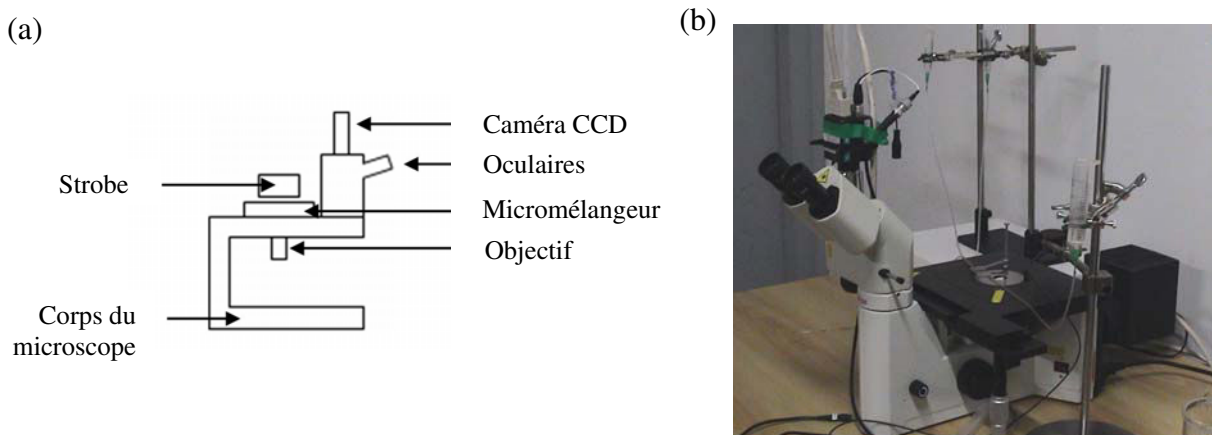 (a)
Caméra CCD
Oculaires
Strobe
Micromélangeur
Objectif
Corps du
microscope
(b)